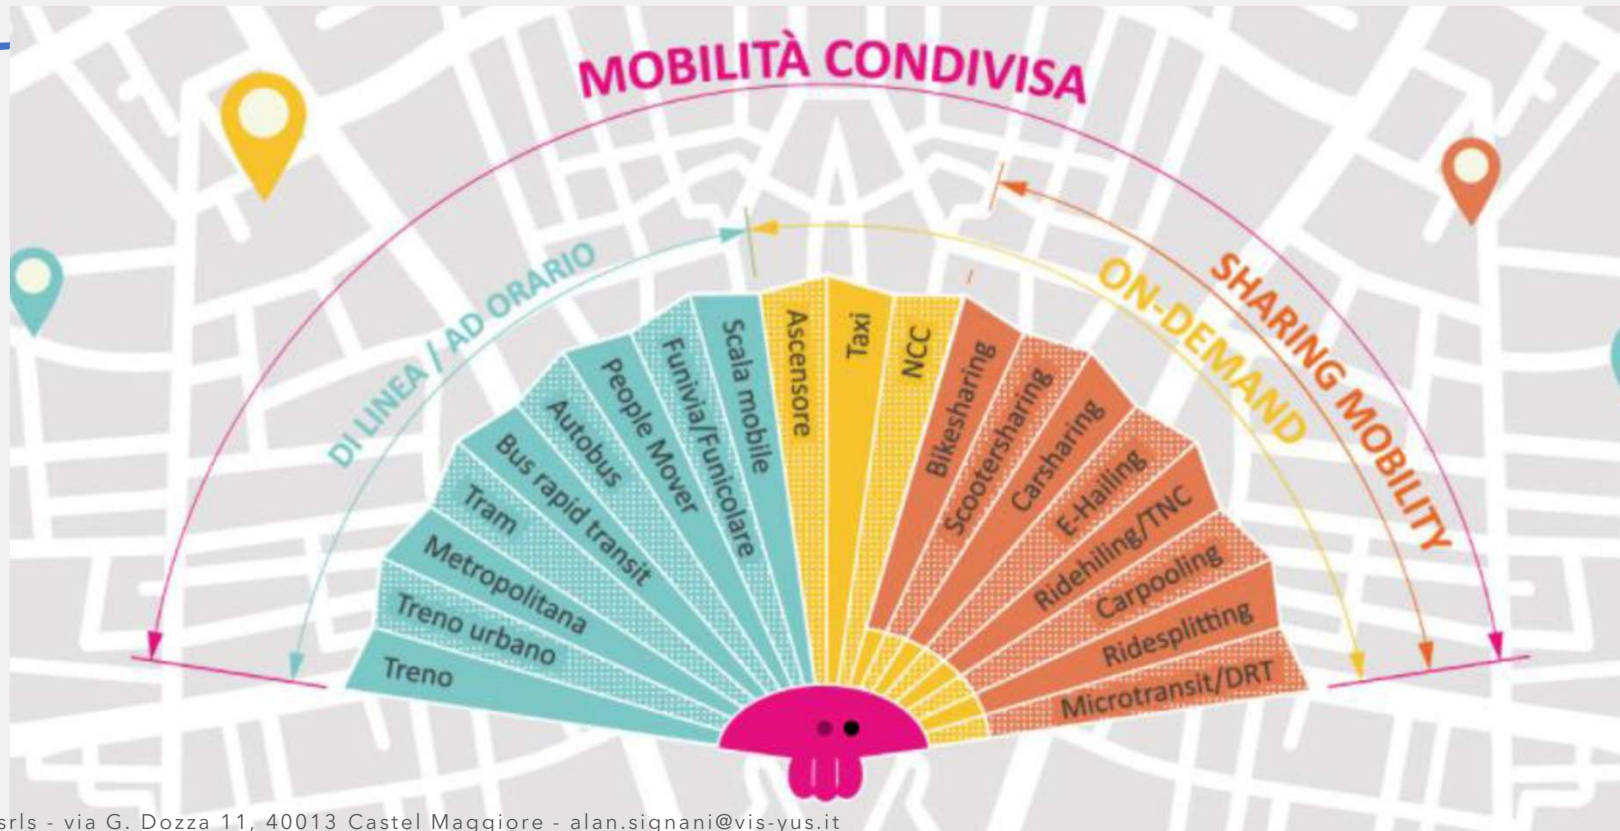 MOBILITÀ CONDIVISA
DI LINEA / AD ORARIO
ON-DEMAND
SHARING MOBILITY
Treno
Treno urbano
Metropolitana
Tram
Bus rapid transit
Autobus
People Mover
Funivia/Funicolare
Scala mobile
Ascensore
Taxi
NCC
Bikesharing
Scootersharing
Carsharing
E-Hailing
Ridehiling/TNC
Carpooling
Ridesplitting
Microtransit/DRT
srls - via G. Dozza 11, 40013 Castel Maggiore - alan.signani@vis-yus.it